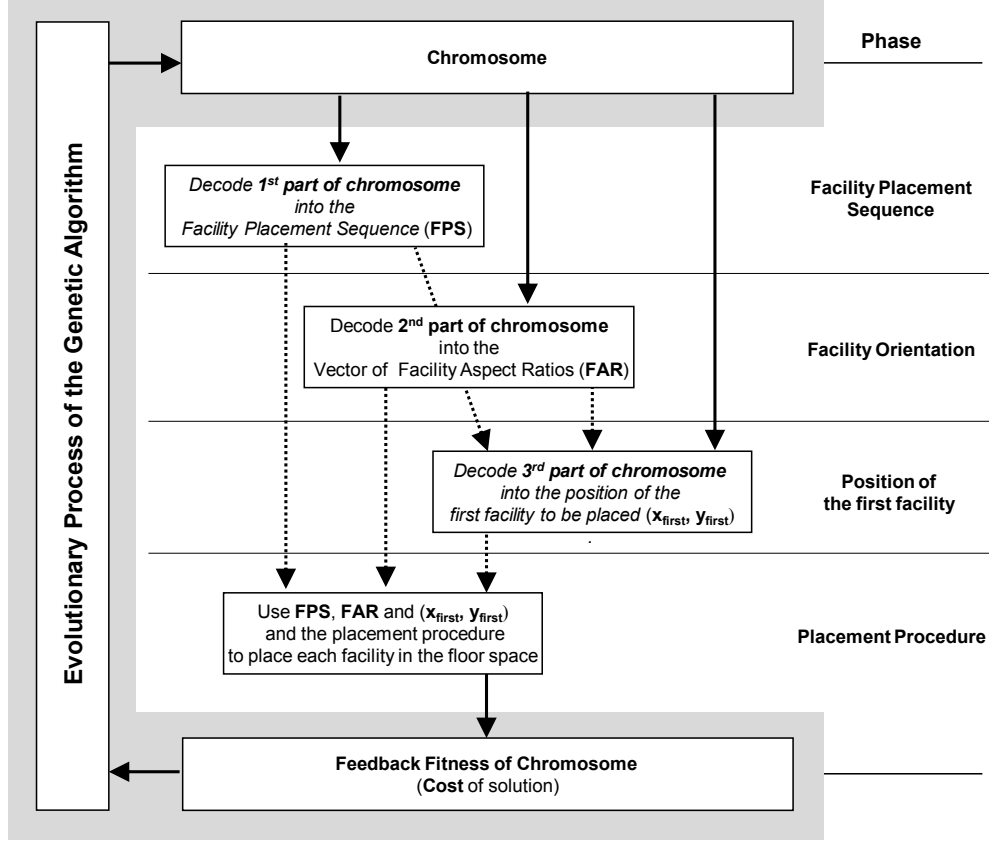 Evolutionary Process of the Genetic Algorithm
Chromosome
Phase
Decode 1st part of chromosome
into the
Facility Placement Sequence (FPS)
Facility Placement
Sequence
Decode 2nd part of chromosome
into the
Vector of Facility Aspect Ratios (FAR)
Facility Orientation
Decode 3rd part of chromosome
into the position of the
first facility to be placed (xfirst, yfirst)
.
Position of
the first facility
Use FPS, FAR and (xfirst, yfirst)
and the placement procedure
to place each facility in the floor space
Placement Procedure
Feedback Fitness of Chromosome
(Cost of solution)